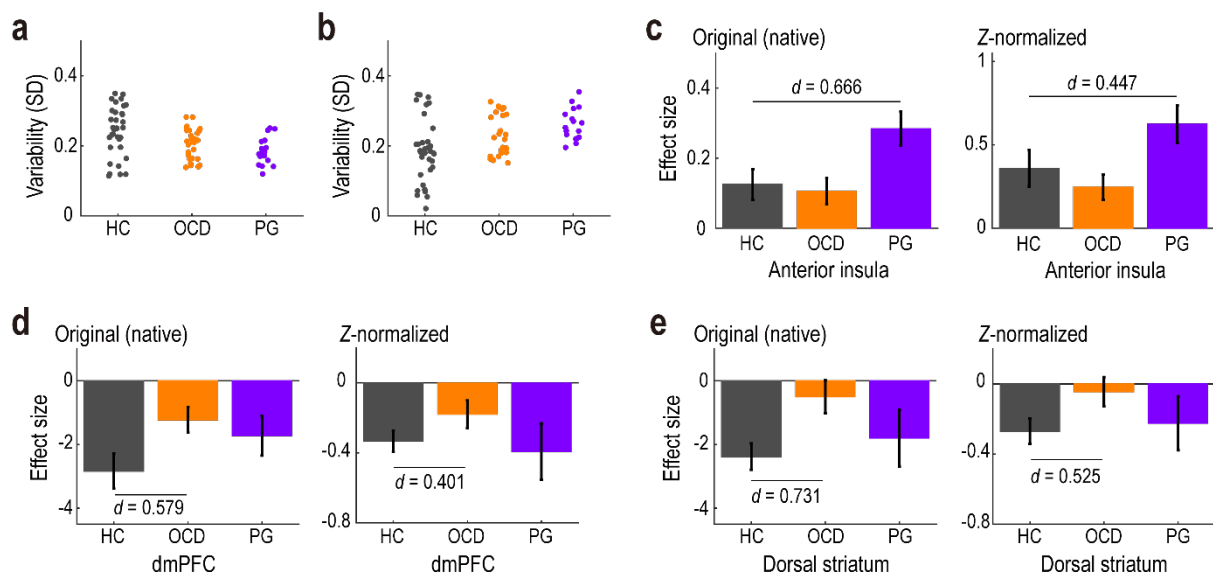 a
Variability (SD)
0.4
0.2
0
HC OCD PG
b
Variability (SD)
0.4
0.2
0
HC OCD PG
c
Original (native)
Effect size
0.4
0.2
0
d = 0.666
HC OCD PG
Anterior insula
Z-normalized
1
0.5
0
d = 0.447
HC OCD PG
Anterior insula
d
Original (native)
Effect size
0
-2
-4
d = 0.579
HC OCD PG
dmPFC
Z-normalized
0
-0.4
-0.8
d = 0.401
HC OCD PG
dmPFC
e
Original (native)
Effect size
0
-2
-4
d = 0.731
HC OCD PG
Dorsal striatum
Z-normalized
0
-0.4
-0.8
d = 0.525
HC OCD PG
Dorsal striatum